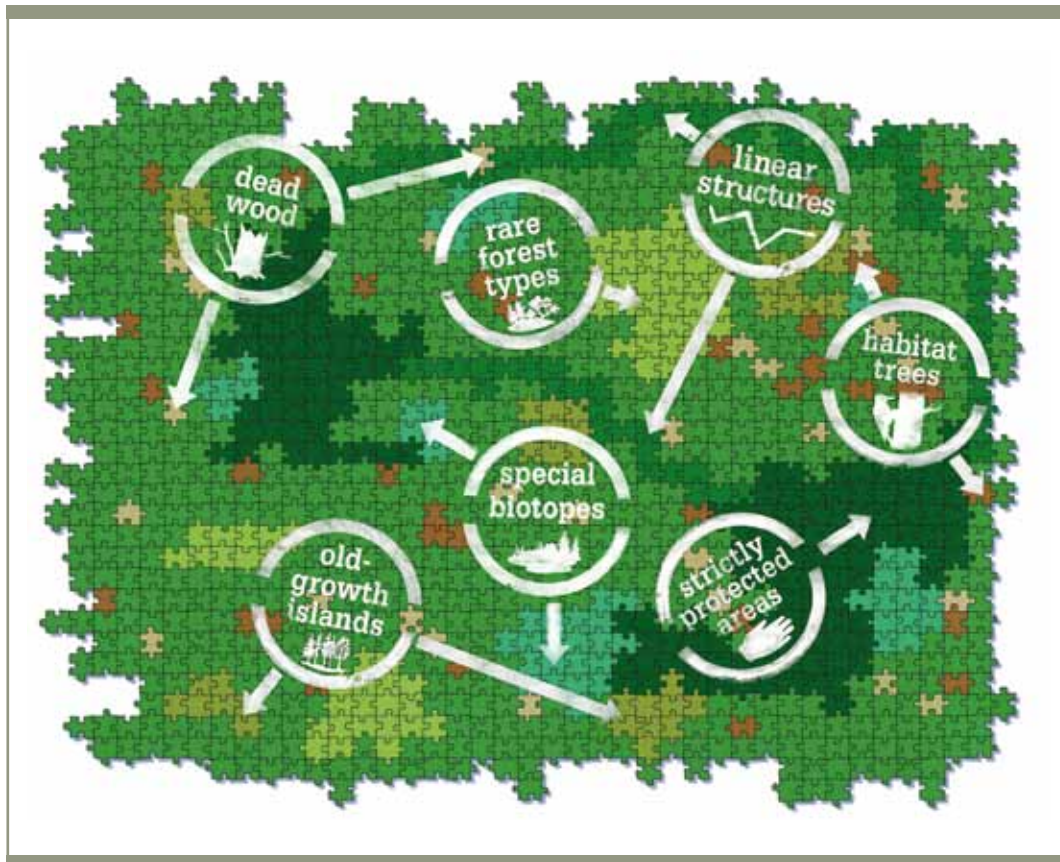 dead
wood
linear
structures
rare
forest
types
habitat
trees
special
biotopes
old-
growth
islands
strictly
protected
areas